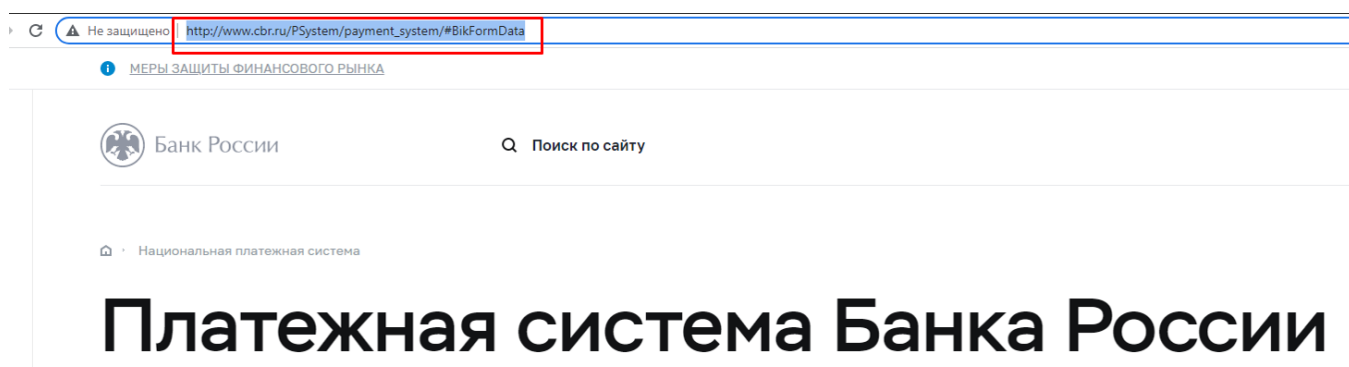 Не защищено http://www.cbr.ru/PSystem/payment_system/#BikFormData
МЕРЫ ЗАЩИТЫ ФИНАНСОВОГО РЫНКА
Банк России Поиск по сайту
Национальная платежная система
Платежная система Банка России